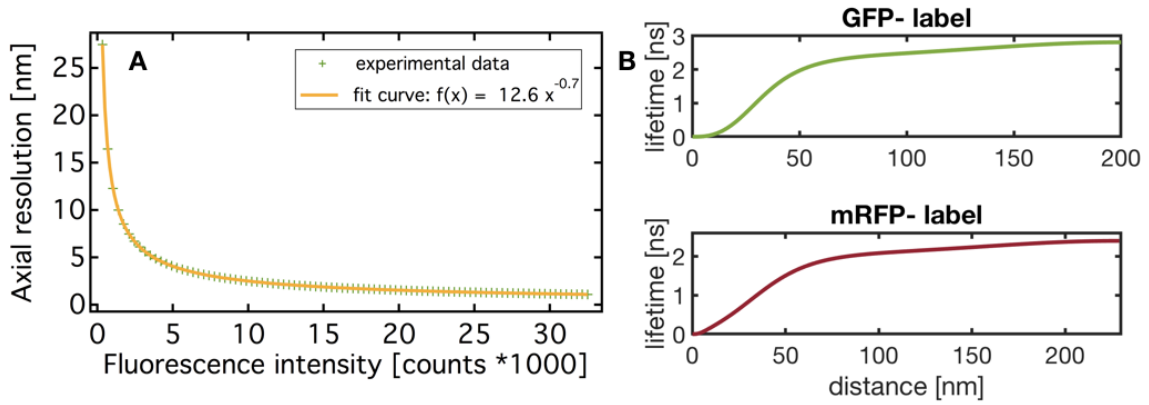 A
Axial resolution [nm]
25
20
15
10
5
0
0 5 10 15 20 25 30
Fluorescence intensity [counts *1000]
experimental data
fit curve: f(x) = 12.6 x^-0.7
B
GFP- label
lifetime [ns]
3
2
1
0
0 50 100 150 200
mRFP- label
lifetime [ns]
2
1
0
0 50 100 150 200
distance [nm]